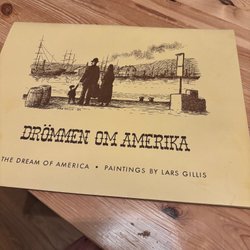 DRÖMMEN OM AMERIKA
THE DREAM OF AMERICA • PAINTINGS BY LARS GILLIS